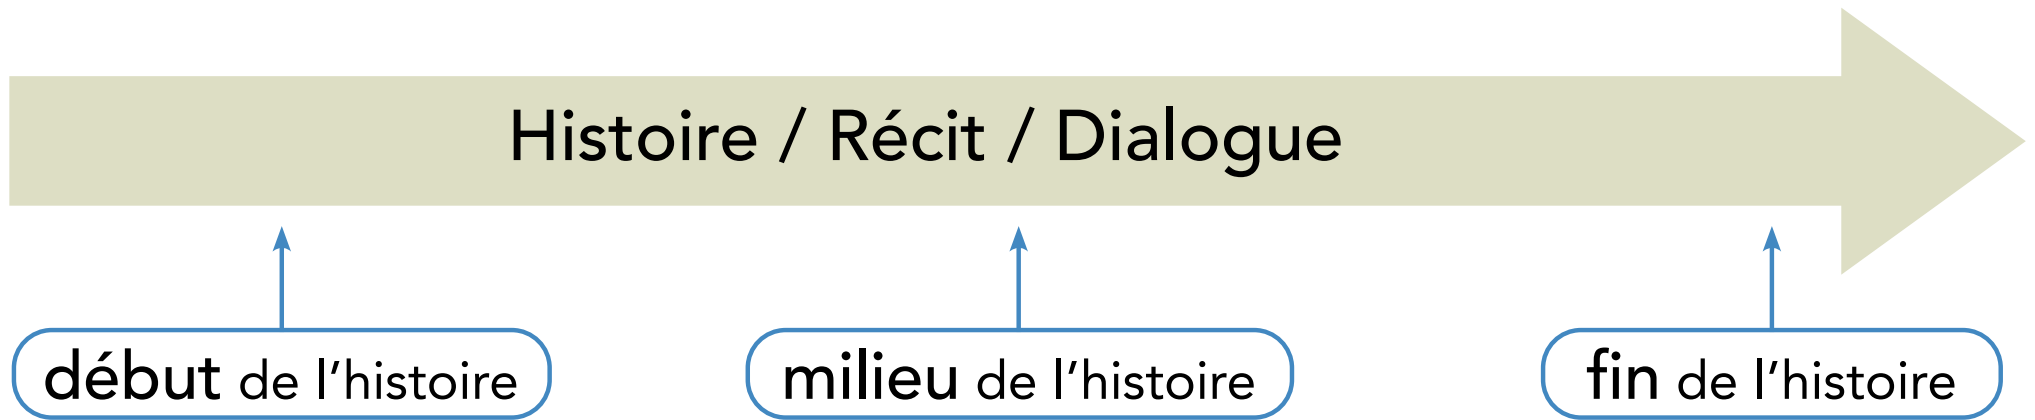 Histoire / Récit / Dialogue
début de l'histoire
milieu de l'histoire
fin de l'histoire